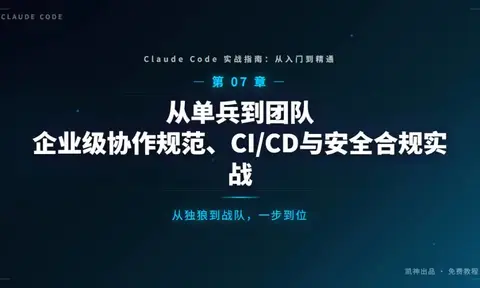 CLAUDE CODE
Claude Code 实战指南：从入门到精通
第 07 章
从单兵到团队
企业级协作规范、CI/CD与安全合规实
战
从独狼到战队，一步到位
凯神出品 · 免费教程